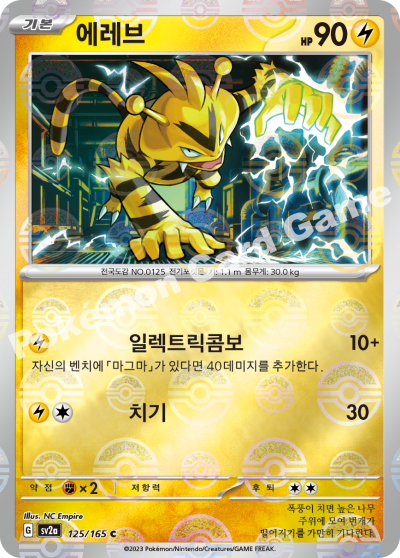 기본 에레브 HP 90
전국도감 NO.0125 전기포켓몬 키: 1.1 m 몸무게: 30.0 kg
Pokémon Card Game
일렉트릭콤보 10+
자신의 벤치에 「마그마」가 있다면 40데미지를 추가한다.
치기 30
약점 ×2 저항력 후퇴
Illus. NC Empire
G sv2a 125/165 C
폭풍이 치면 높은 나무
주위에 모여 번개가
떨어지기를 가만히 기다린다.
©2023 Pokémon/Nintendo/Creatures/GAME FREAK.